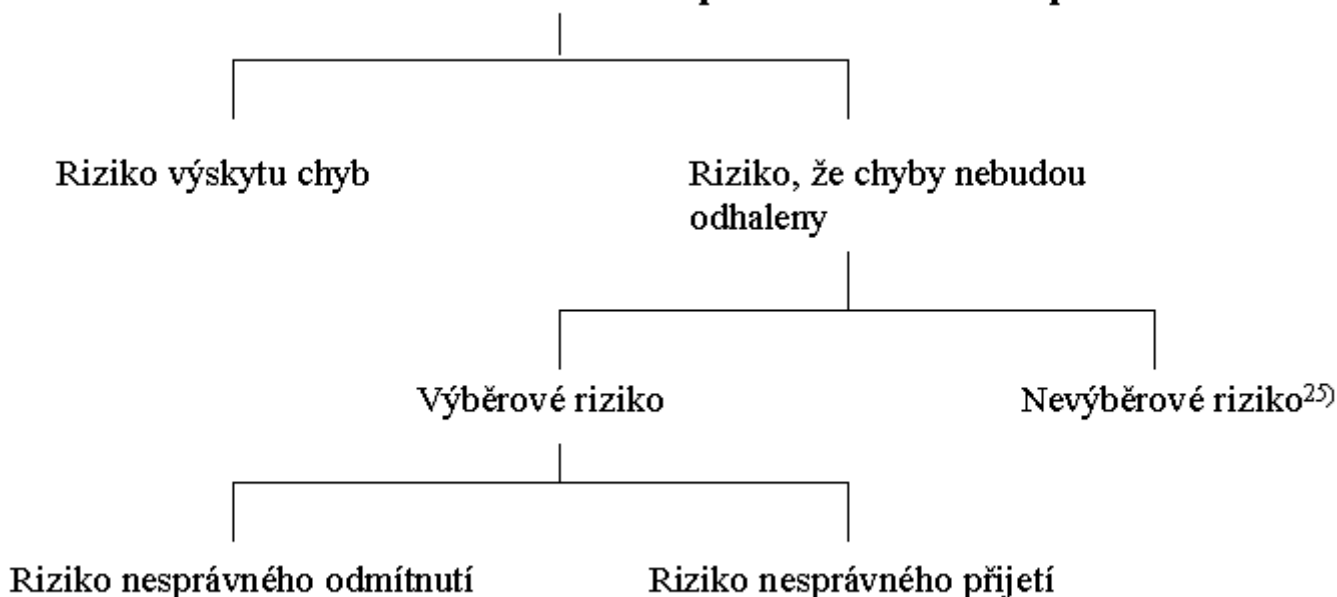 Riziko výskytu chyb
Riziko, že chyby nebudou
odhaleny
Výběrové riziko
Nevýběrové riziko25)
Riziko nesprávného odmítnutí
Riziko nesprávného přijetí